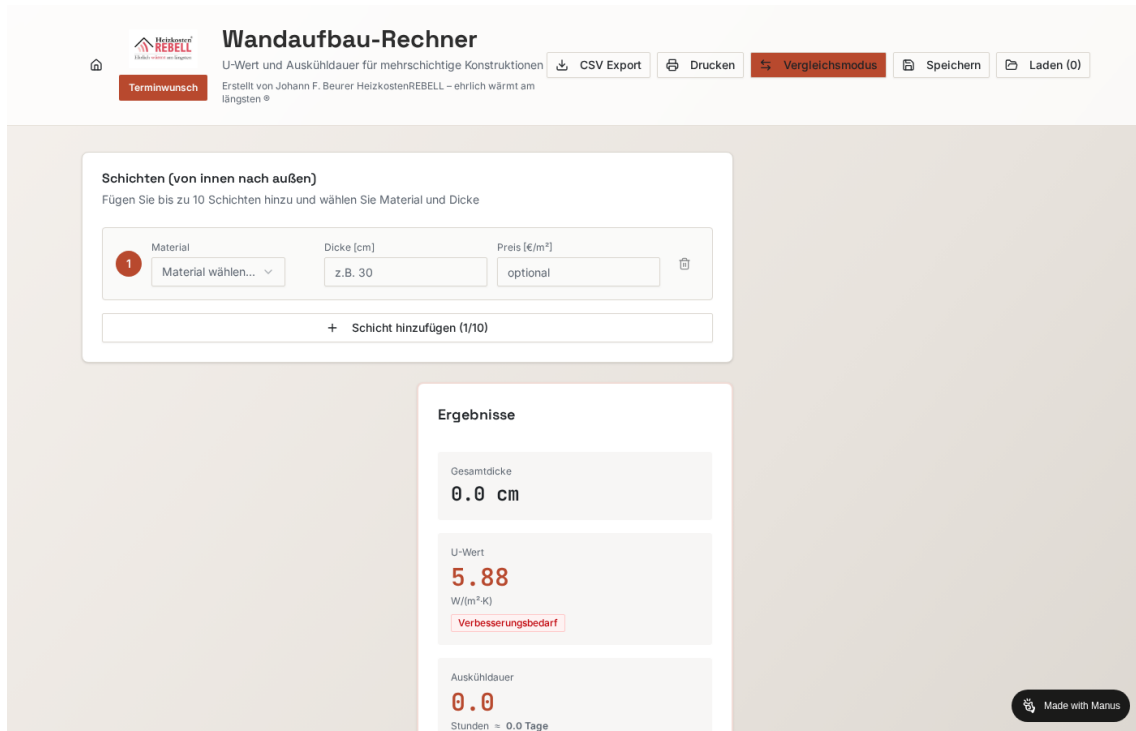 Heizkosten
REBELL
Ehrlich wärmt am längsten
Terminwunsch
Wandaufbau-Rechner
U-Wert und Auskühldauer für mehrschichtige Konstruktionen
Erstellt von Johann F. Beurer HeizkostenREBELL – ehrlich wärmt am
längsten ®
CSV Export
Drucken
Vergleichsmodus
Speichern
Laden (0)
Schichten (von innen nach außen)
Fügen Sie bis zu 10 Schichten hinzu und wählen Sie Material und Dicke
1
Material
Material wählen...
Dicke [cm]
z.B. 30
Preis [€/m²]
optional
Schicht hinzufügen (1/10)
Ergebnisse
Gesamtdicke
0.0 cm
U-Wert
5.88
W/(m²·K)
Verbesserungsbedarf
Auskühldauer
0.0
Stunden ≈ 0.0 Tage
Made with Manus